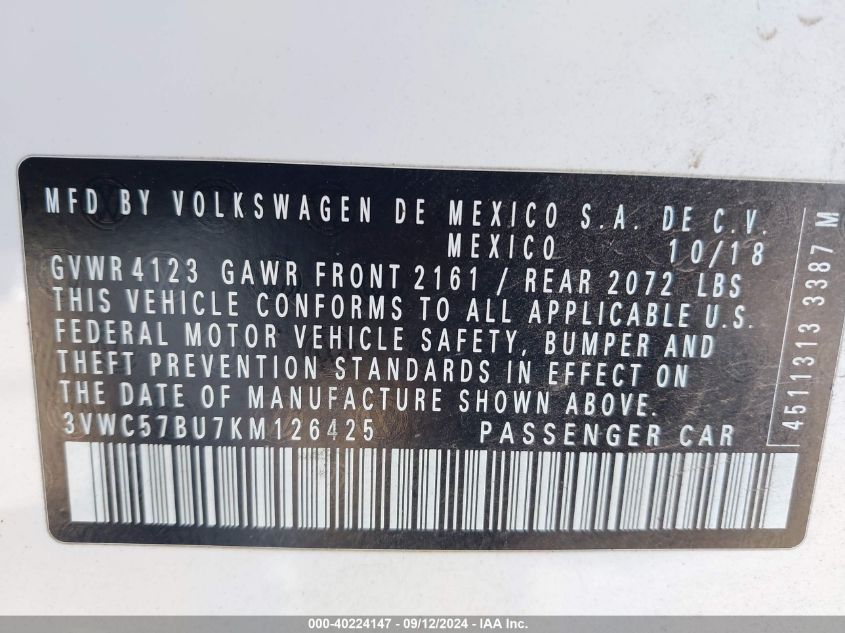 MFD BY VOLKSWAGEN DE MEXICO S.A. DE C.V.
MEXICO 10/18
GVWR 4123 GAWR FRONT 2161 / REAR 2072 LBS
THIS VEHICLE CONFORMS TO ALL APPLICABLE U.S.
FEDERAL MOTOR VEHICLE SAFETY, BUMPER AND
THEFT PREVENTION STANDARDS IN EFFECT ON
THE DATE OF MANUFACTURE SHOWN ABOVE.
3VWC57BU7KM126425 PASSENGER CAR
4511313 3387 M
000-40224147 - 09/12/2024 - IAA Inc.